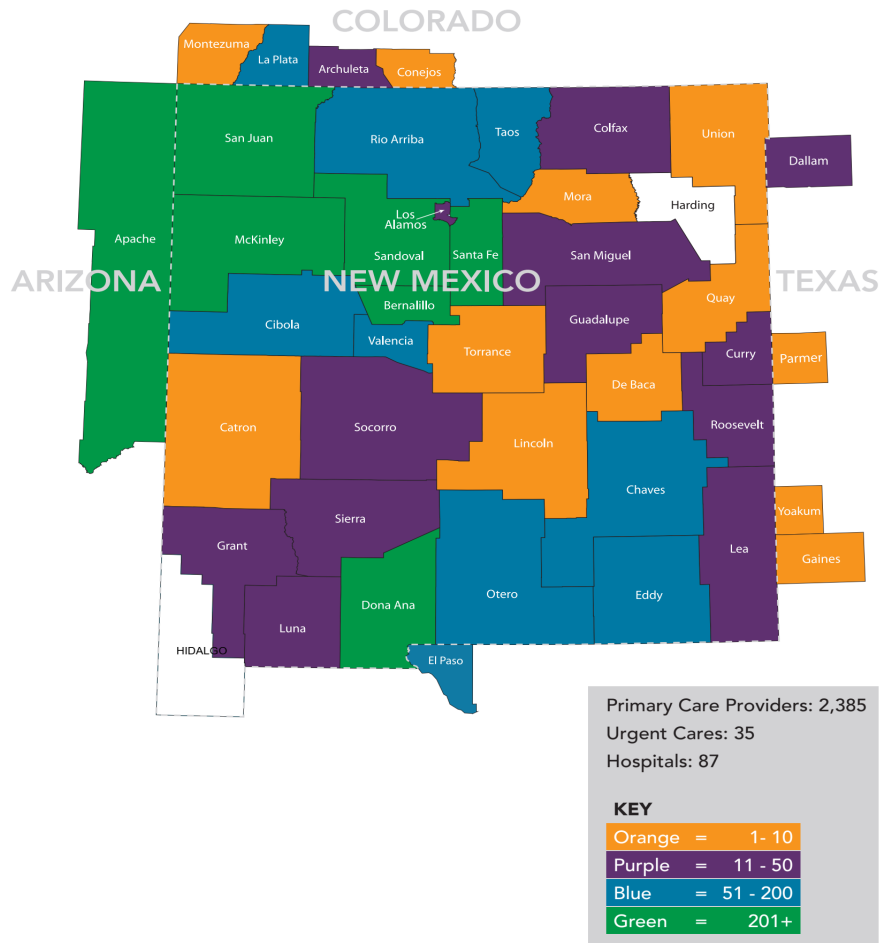 COLORADO
Montezuma
La Plata
Archuleta
Conejos
San Juan
Rio Arriba
Taos
Colfax
Union
Dallam
Mora
Harding
Los
Alamos
Apache
McKinley
Sandoval
Santa Fe
San Miguel
ARIZONA
NEW MEXICO
TEXAS
Quay
Bernalillo
Cibola
Valencia
Guadalupe
Torrance
Curry
Parmer
De Baca
Catron
Socorro
Lincoln
Roosevelt
Chaves
Yoakum
Sierra
Grant
Lea
Gaines
Otero
Eddy
Dona Ana
Luna
HIDALGO
El Paso
Primary Care Providers: 2,385
Urgent Cares: 35
Hospitals: 87
KEY
Orange = 1- 10
Purple = 11 - 50
Blue = 51 - 200
Green = 201+